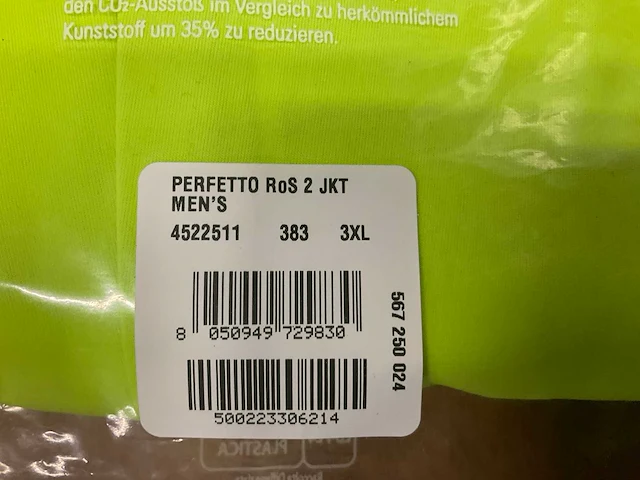 den CO₂-Ausstoß im Vergleich zu herkömmlichem
Kunststoff um 35% zu reduzieren.
PERFETTO RoS 2 JKT
MEN'S
4522511 383 3XL
8 050949 729830
567 250 024
500223306214
PLASTICA